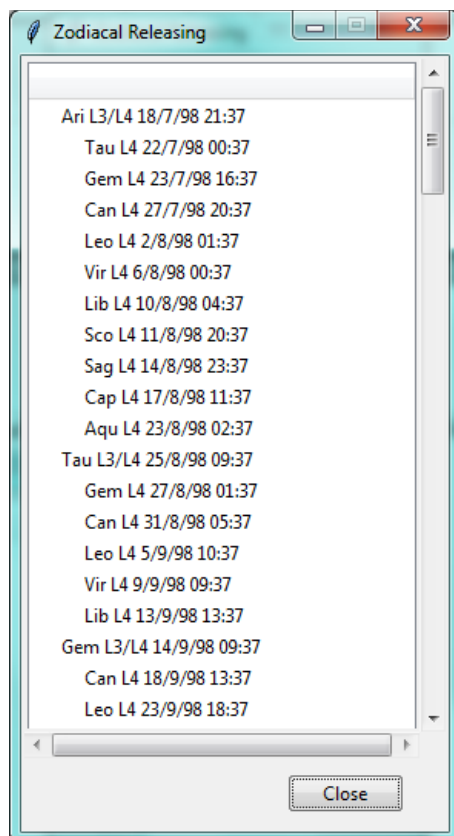 Zodiacal Releasing
Ari L3/L4 18/7/98 21:37
Tau L4 22/7/98 00:37
Gem L4 23/7/98 16:37
Can L4 27/7/98 20:37
Leo L4 2/8/98 01:37
Vir L4 6/8/98 00:37
Lib L4 10/8/98 04:37
Sco L4 11/8/98 20:37
Sag L4 14/8/98 23:37
Cap L4 17/8/98 11:37
Aqu L4 23/8/98 02:37
Tau L3/L4 25/8/98 09:37
Gem L4 27/8/98 01:37
Can L4 31/8/98 05:37
Leo L4 5/9/98 10:37
Vir L4 9/9/98 09:37
Lib L4 13/9/98 13:37
Gem L3/L4 14/9/98 09:37
Can L4 18/9/98 13:37
Leo L4 23/9/98 18:37
Close